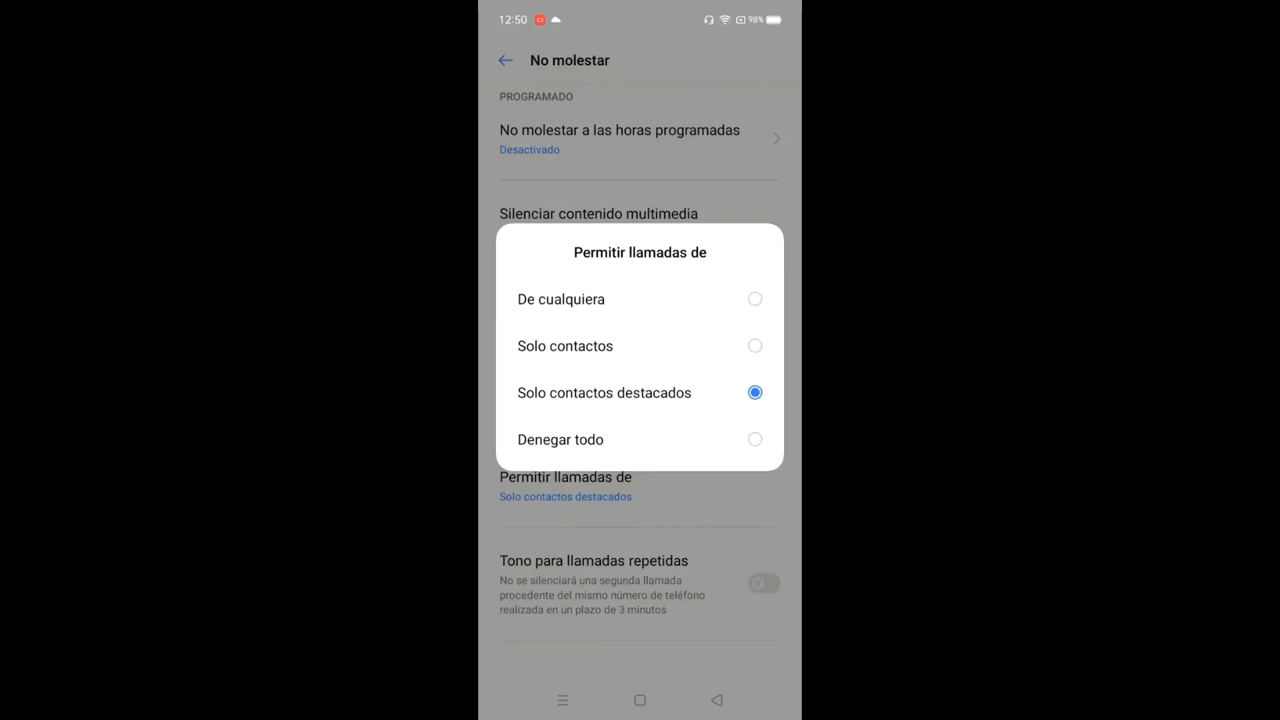 12:50
98%
No molestar
PROGRAMADO
No molestar a las horas programadas
Desactivado
Silenciar contenido multimedia
Permitir llamadas de
De cualquiera
Solo contactos
Solo contactos destacados
Denegar todo
Permitir llamadas de
Solo contactos destacados
Tono para llamadas repetidas
No se silenciará una segunda llamada
procedente del mismo número de teléfono
realizada en un plazo de 3 minutos